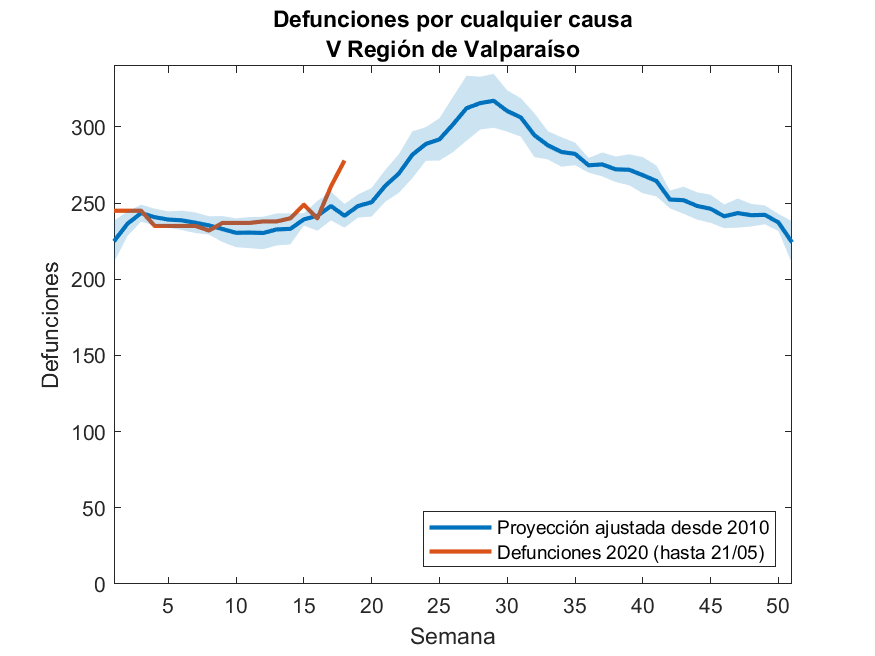 Defunciones por cualquier causa
V Región de Valparaíso
Defunciones
300
250
200
150
100
50
0
5 10 15 20 25 30 35 40 45 50
Semana
Proyección ajustada desde 2010
Defunciones 2020 (hasta 21/05)